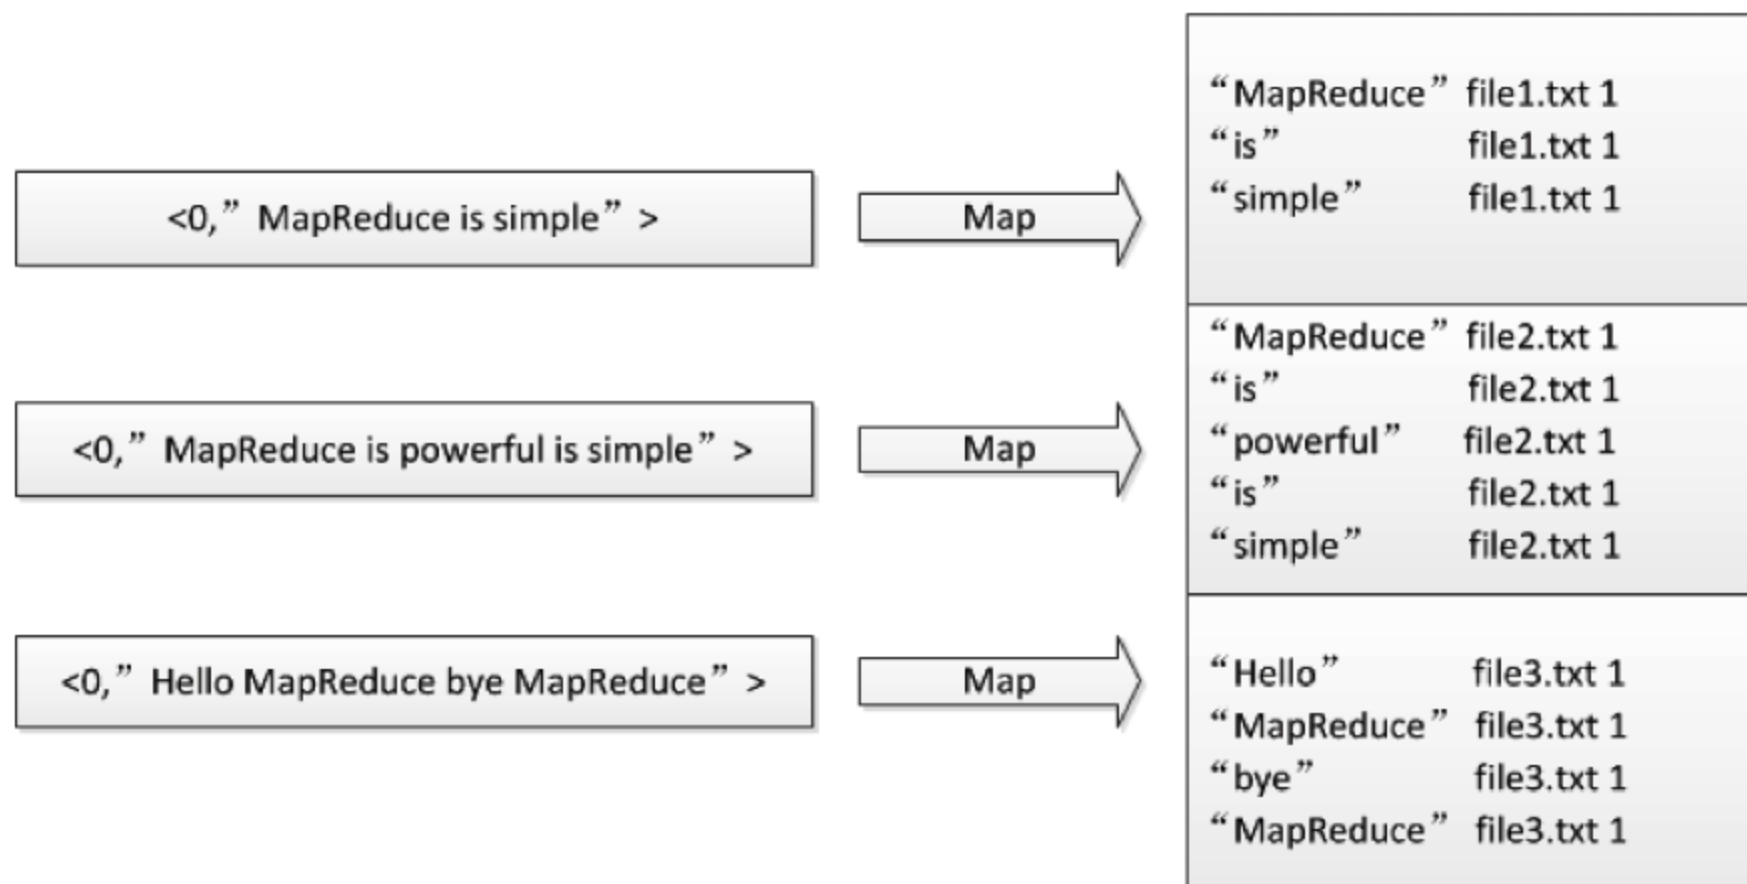 <0,” MapReduce is simple” >
Map
“MapReduce” file1.txt 1
“is” file1.txt 1
“simple” file1.txt 1
<0,” MapReduce is powerful is simple” >
Map
“MapReduce” file2.txt 1
“is” file2.txt 1
“powerful” file2.txt 1
“is” file2.txt 1
“simple” file2.txt 1
<0,” Hello MapReduce bye MapReduce” >
Map
“Hello” file3.txt 1
“MapReduce” file3.txt 1
“bye” file3.txt 1
“MapReduce” file3.txt 1